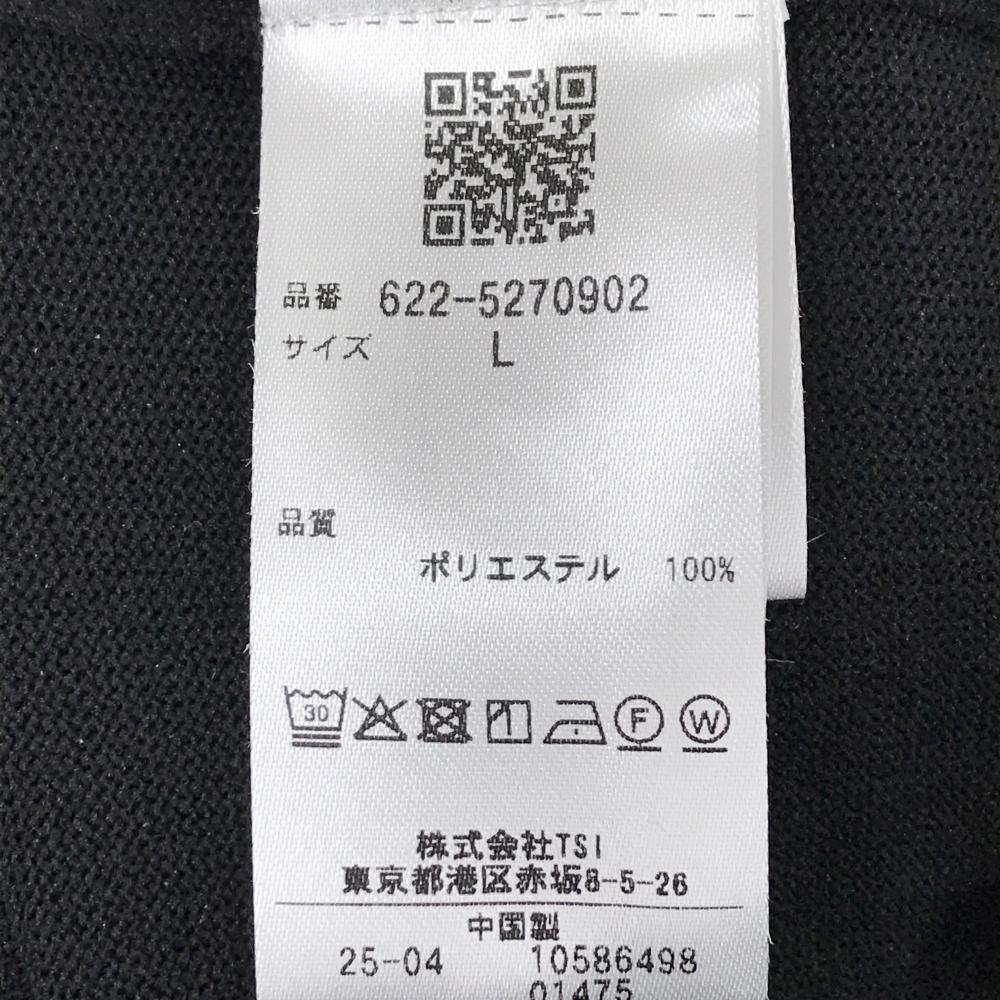 品番 622-5270902
サイズ L
品質
ポリエステル 100%
30 F W
株式会社TSI
東京都港区赤坂8-5-26
中国製
25-04 10586498
01475